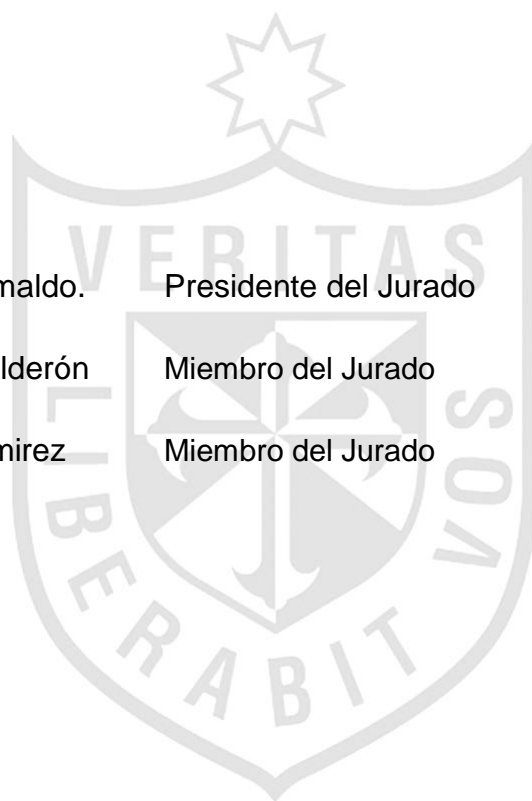 VERITAS
maldo. Presidente del Jurado
lderón Miembro del Jurado
mirez Miembro del Jurado
LIBERABIT VOS